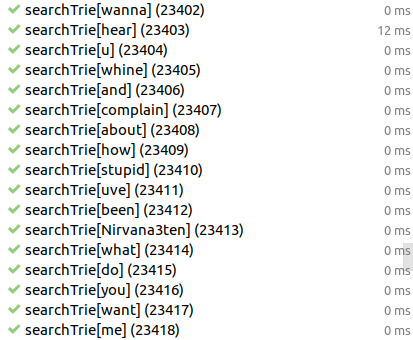 searchTrie[wanna] (23402) 0 ms
searchTrie[hear] (23403) 12 ms
searchTrie[u] (23404) 0 ms
searchTrie[whine] (23405) 0 ms
searchTrie[and] (23406) 0 ms
searchTrie[complain] (23407) 0 ms
searchTrie[about] (23408) 0 ms
searchTrie[how] (23409) 0 ms
searchTrie[stupid] (23410) 0 ms
searchTrie[uve] (23411) 0 ms
searchTrie[been] (23412) 0 ms
searchTrie[Nirvana3ten] (23413) 0 ms
searchTrie[what] (23414) 0 ms
searchTrie[do] (23415) 0 ms
searchTrie[you] (23416) 0 ms
searchTrie[want] (23417) 0 ms
searchTrie[me] (23418) 0 ms